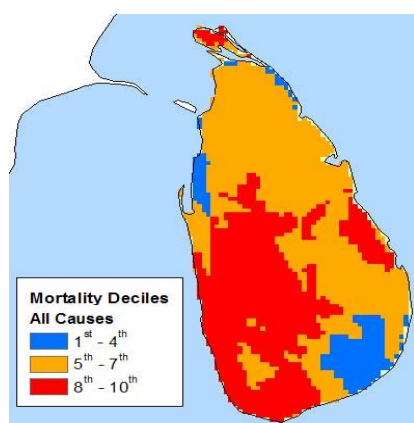 Mortality Deciles
All Causes
1st - 4th
5th - 7th
8th - 10th